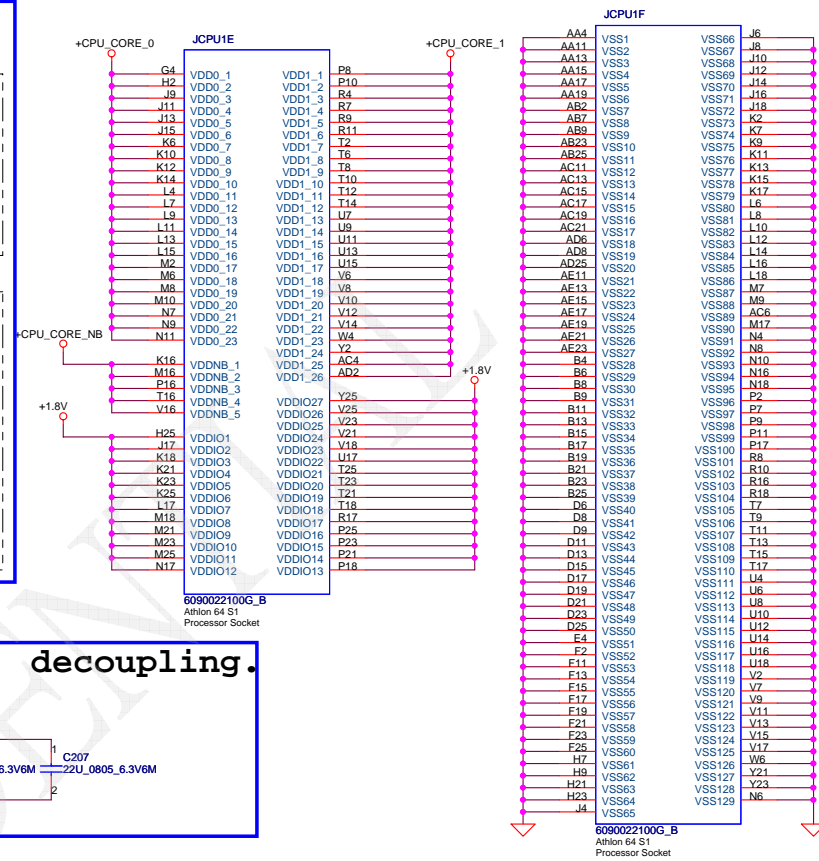 JCPU1E
+CPU_CORE_0
+CPU_CORE_1
G4 VDD0_1 VDD1_1 P8
H2 VDD0_2 VDD1_2 P10
J9 VDD0_3 VDD1_3 R4
J11 VDD0_4 VDD1_4 R7
J13 VDD0_5 VDD1_5 R9
J15 VDD0_6 VDD1_6 R11
K6 VDD0_7 VDD1_7 T2
K10 VDD0_8 VDD1_8 T6
K12 VDD0_9 VDD1_9 T8
K14 VDD0_10 VDD1_10 T10
L4 VDD0_11 VDD1_11 T12
L7 VDD0_12 VDD1_12 T14
L9 VDD0_13 VDD1_13 U7
L11 VDD0_14 VDD1_14 U9
L13 VDD0_15 VDD1_15 U11
L15 VDD0_16 VDD1_16 U13
M2 VDD0_17 VDD1_17 U15
M6 VDD0_18 VDD1_18 V6
M8 VDD0_19 VDD1_19 V8
M10 VDD0_20 VDD1_20 V10
N7 VDD0_21 VDD1_21 V12
N9 VDD0_22 VDD1_22 V14
N11 VDD0_23 VDD1_23 W4
+CPU_CORE_NB
VDD1_24 Y2
K16 VDDNB_1 VDD1_25 AC4
M16 VDDNB_2 VDD1_26 AD2
+1.8V
P16 VDDNB_3
T16 VDDNB_4 VDDIO27 Y25
V16 VDDNB_5 VDDIO26 V25
+1.8V
VDDIO25 V23
H25 VDDIO1 VDDIO24 V21
J17 VDDIO2 VDDIO23 V18
K18 VDDIO3 VDDIO22 U17
K21 VDDIO4 VDDIO21 T25
K23 VDDIO5 VDDIO20 T23
K25 VDDIO6 VDDIO19 T21
L17 VDDIO7 VDDIO18 T18
M18 VDDIO8 VDDIO17 R17
M21 VDDIO9 VDDIO16 P25
M23 VDDIO10 VDDIO15 P23
M25 VDDIO11 VDDIO14 P21
N17 VDDIO12 VDDIO13 P18
6090022100G_B
Athlon 64 S1
Processor Socket
decoupling.
1
C207
6.3V6M 22U_0805_6.3V6M
2
JCPU1F
AA4 VSS1 VSS66 J6
AA11 VSS2 VSS67 J8
AA13 VSS3 VSS68 J10
AA15 VSS4 VSS69 J12
AA17 VSS5 VSS70 J14
AA19 VSS6 VSS71 J16
AB2 VSS7 VSS72 J18
AB7 VSS8 VSS73 K2
AB9 VSS9 VSS74 K7
AB23 VSS10 VSS75 K9
AB25 VSS11 VSS76 K11
AC11 VSS12 VSS77 K13
AC13 VSS13 VSS78 K15
AC15 VSS14 VSS79 K17
AC17 VSS15 VSS80 L6
AC19 VSS16 VSS81 L8
AC21 VSS17 VSS82 L10
AD6 VSS18 VSS83 L12
AD8 VSS19 VSS84 L14
AD25 VSS20 VSS85 L16
AE11 VSS21 VSS86 L18
AE13 VSS22 VSS87 M7
AE15 VSS23 VSS88 M9
AE17 VSS24 VSS89 AC6
AE19 VSS25 VSS90 M17
AE21 VSS26 VSS91 N4
AE23 VSS27 VSS92 N8
B4 VSS28 VSS93 N10
B6 VSS29 VSS94 N16
B8 VSS30 VSS95 N18
B9 VSS31 VSS96 P2
B11 VSS32 VSS97 P7
B13 VSS33 VSS98 P9
B15 VSS34 VSS99 P11
B17 VSS35 VSS100 P17
B19 VSS36 VSS101 R8
B21 VSS37 VSS102 R10
B23 VSS38 VSS103 R16
B25 VSS39 VSS104 R18
D6 VSS40 VSS105 T7
D8 VSS41 VSS106 T9
D9 VSS42 VSS107 T11
D11 VSS43 VSS108 T13
D13 VSS44 VSS109 T15
D15 VSS45 VSS110 T17
D17 VSS46 VSS111 U4
D19 VSS47 VSS112 U6
D21 VSS48 VSS113 U8
D23 VSS49 VSS114 U10
D25 VSS50 VSS115 U12
E4 VSS51 VSS116 U14
F2 VSS52 VSS117 U16
F11 VSS53 VSS118 U18
F13 VSS54 VSS119 V2
F15 VSS55 VSS120 V7
F17 VSS56 VSS121 V9
F19 VSS57 VSS122 V11
F21 VSS58 VSS123 V13
F23 VSS59 VSS124 V15
F25 VSS60 VSS125 V17
H7 VSS61 VSS126 W6
H9 VSS62 VSS127 Y21
H21 VSS63 VSS128 Y23
H23 VSS64 VSS129 N6
J4 VSS65
6090022100G_B
Athlon 64 S1
Processor Socket